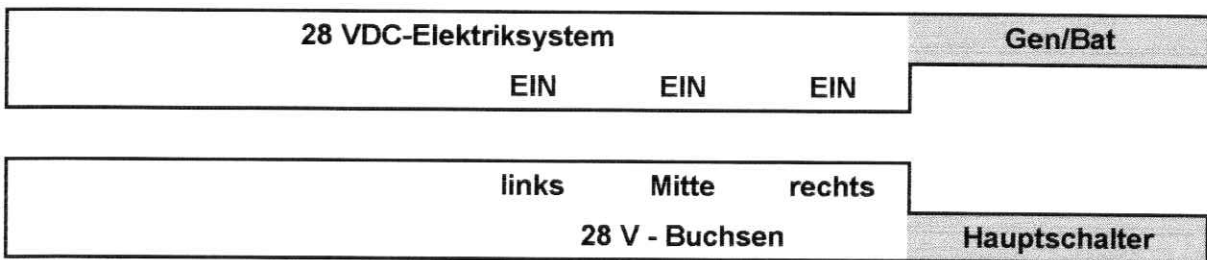 28 VDC-Elektriksystem Gen/Bat
EIN EIN EIN
links Mitte rechts
28 V - Buchsen Hauptschalter